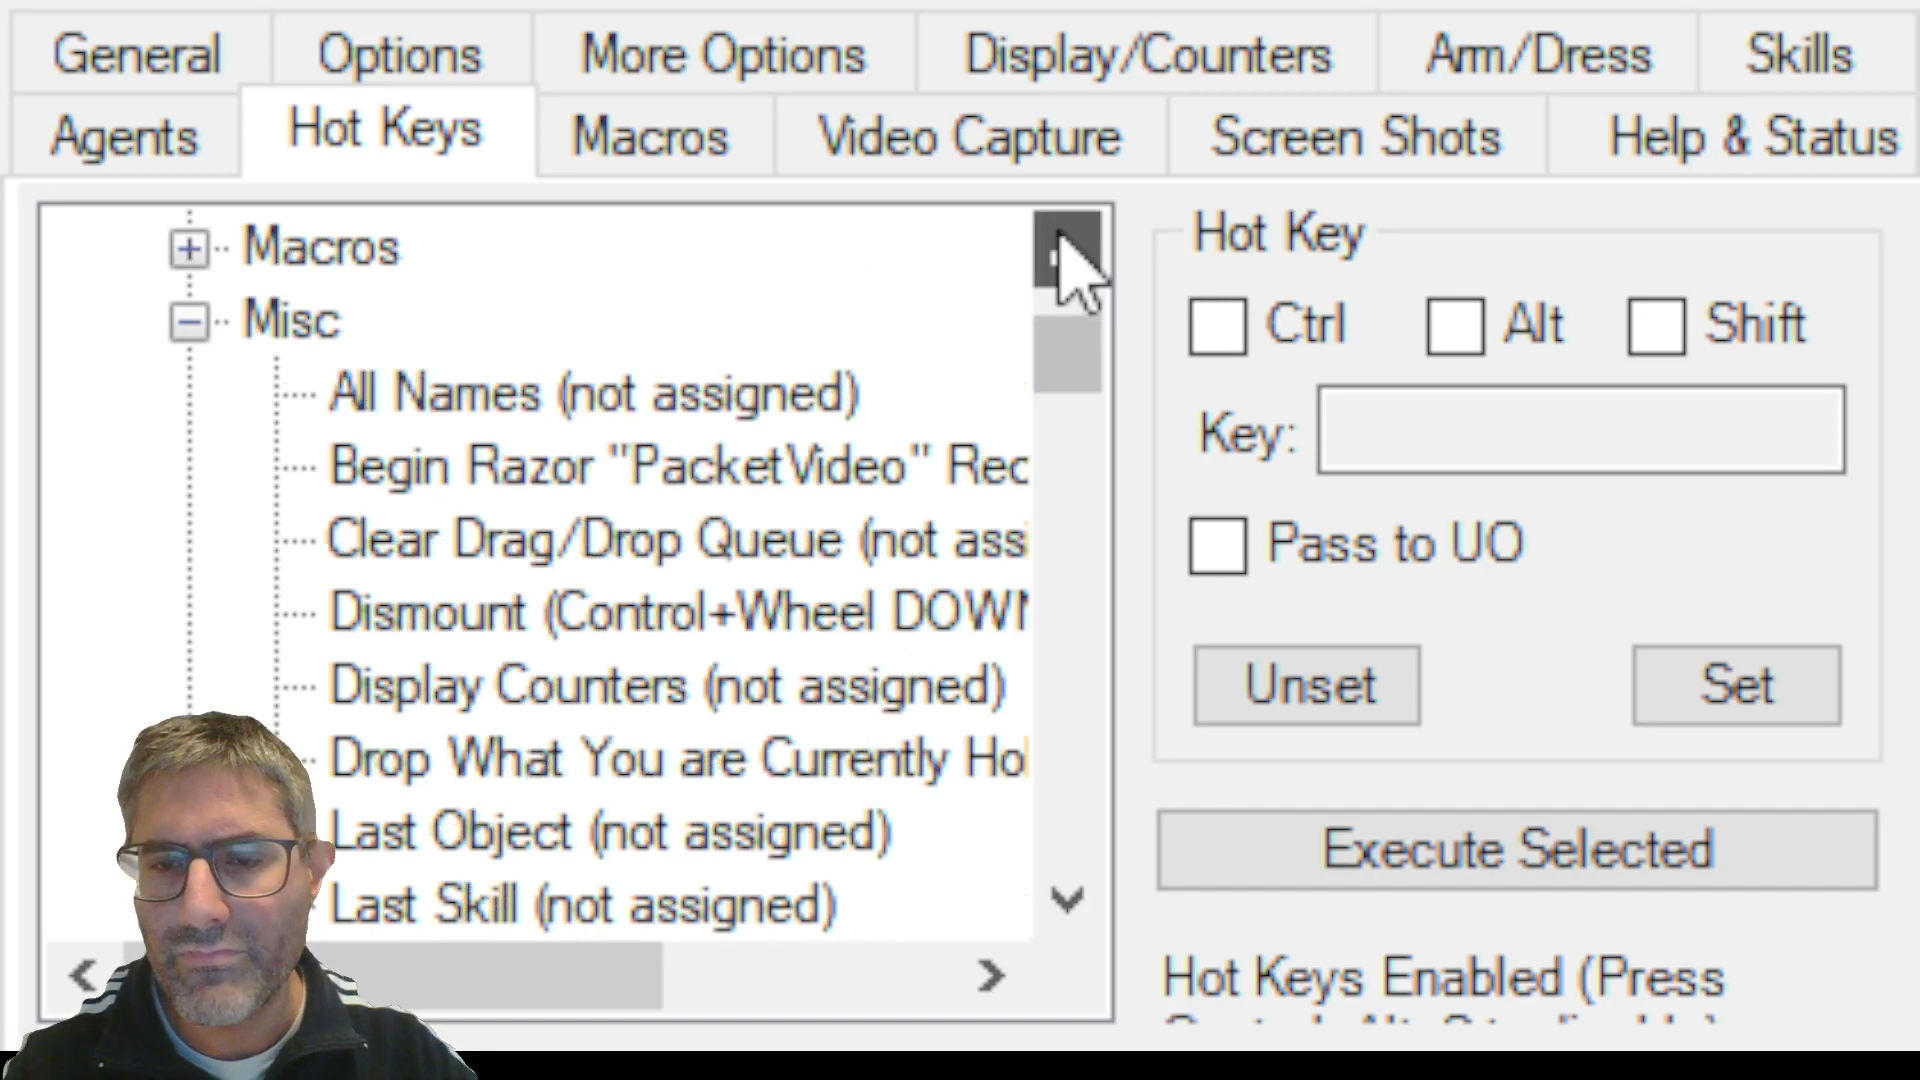 General Options More Options Display/Counters Arm/Dress Skills
Agents Hot Keys Macros Video Capture Screen Shots Help & Status
Macros
Misc
All Names (not assigned)
Begin Razor "PacketVideo" Rec
Clear Drag/Drop Queue (not assi
Dismount (Control+Wheel DOWN
Display Counters (not assigned)
Drop What You are Currently Hol
Last Object (not assigned)
Last Skill (not assigned)
Hot Key
Ctrl Alt Shift
Key:
Pass to UO
Unset Set
Execute Selected
Hot Keys Enabled (Press